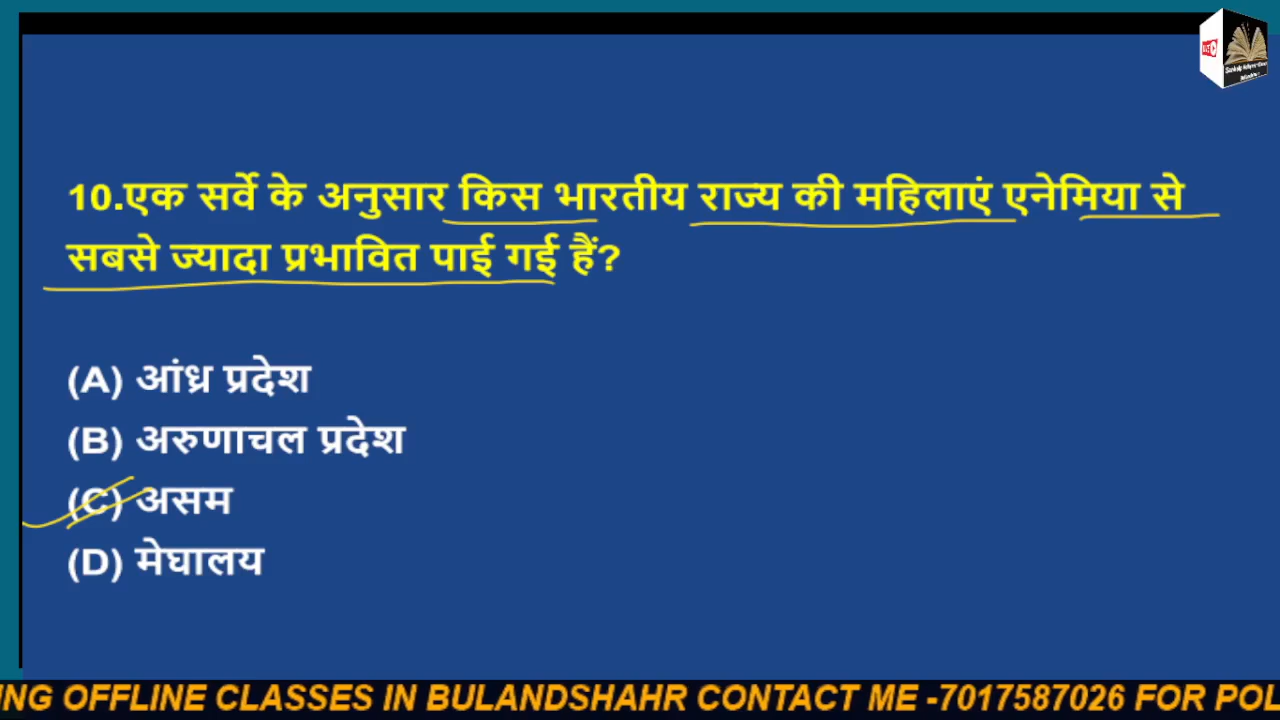 10.एक सर्वे के अनुसार किस भारतीय राज्य की महिलाएं एनेमिया से
सबसे ज्यादा प्रभावित पाई गई हैं?
(A) आंध्र प्रदेश
(B) अरुणाचल प्रदेश
(C) असम
(D) मेघालय
NG OFFLINE CLASSES IN BULANDSHAHR CONTACT ME -7017587026 FOR POL